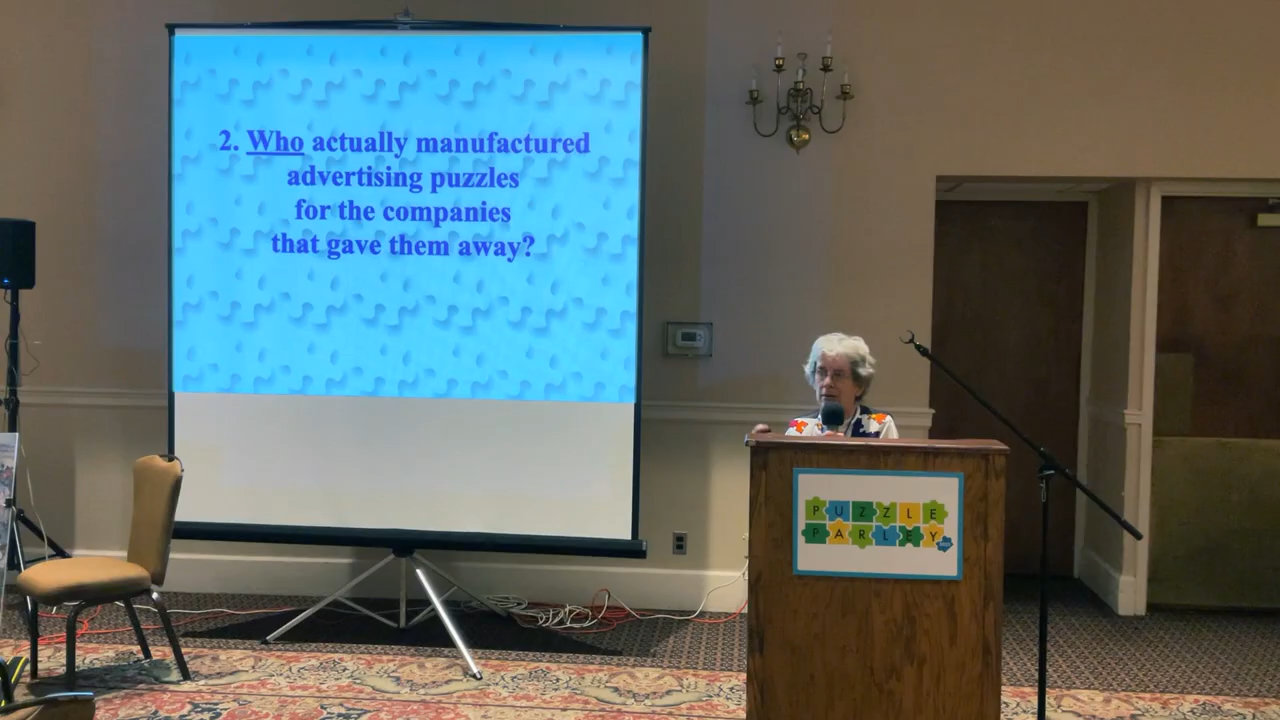 2. Who actually manufactured
advertising puzzles
for the companies
that gave them away?
PUZZLE
PARLEY